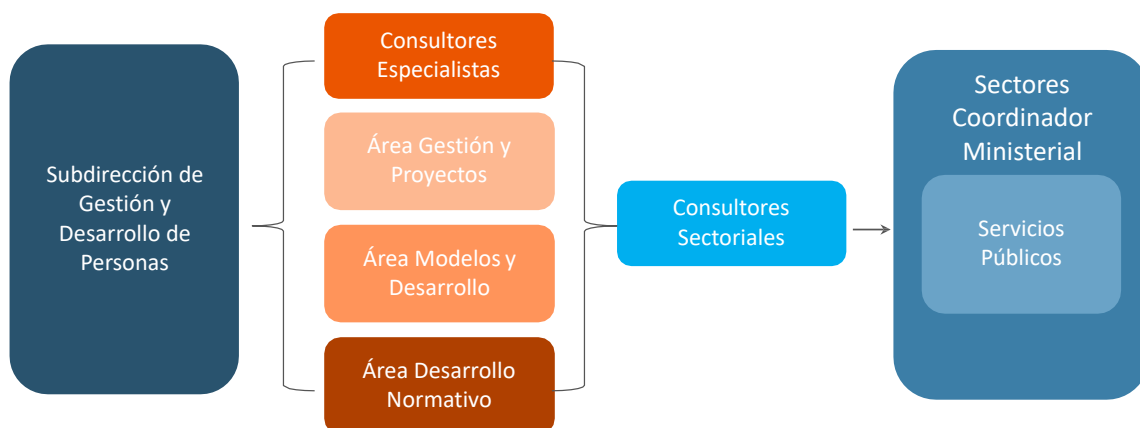 Subdirección de
Gestión y
Desarrollo de
Personas
Consultores
Especialistas
Área Gestión y
Proyectos
Área Modelos y
Desarrollo
Área Desarrollo
Normativo
Consultores
Sectoriales
Sectores
Coordinador
Ministerial
Servicios
Públicos